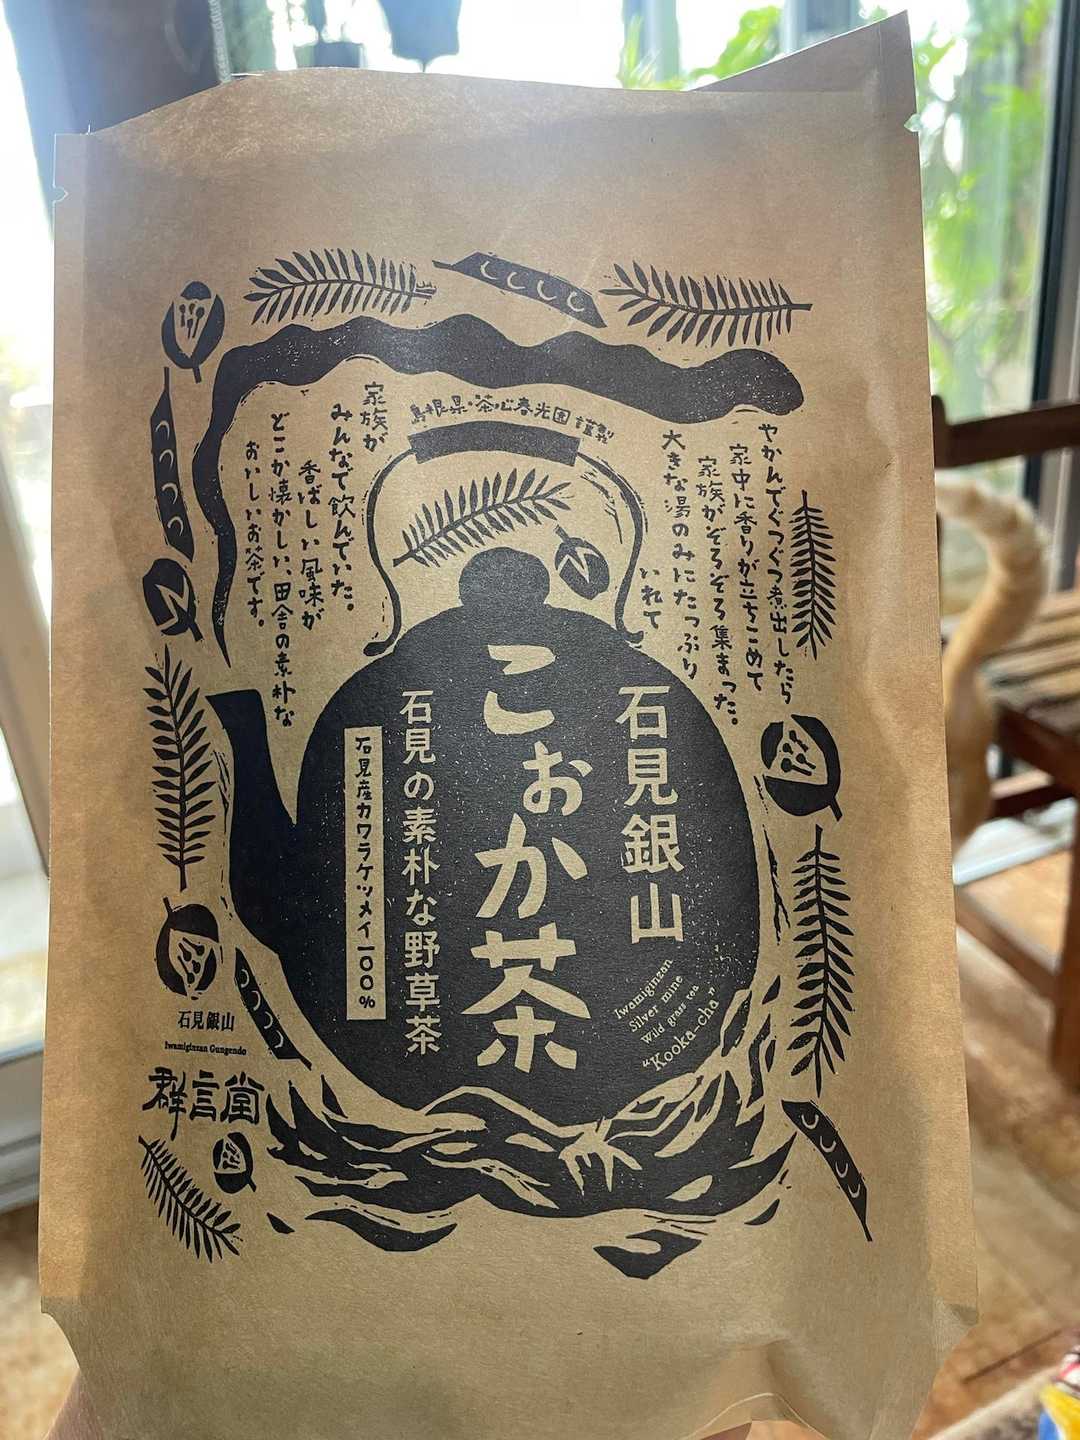 島根県・茶心春光園 謹製
やかんでぐつぐつ煮出したら
家中に香りが立ちこめて
家族がぞろぞろ集まった。
大きな湯のみにたっぷり
いれて
家族が
みんなで飲んでいた。
香ばしい風味が
どこか懐かしい、田舎の素朴な
おいしいお茶です。
石見銀山
こぉか茶
石見の素朴な野草茶
石見産カワラケツメイ一〇〇%
Iwamiginzan
Silver mine
Wild grass tea
"Kooka-cha"
石見銀山
Iwamiginzan Gungendo
群言堂